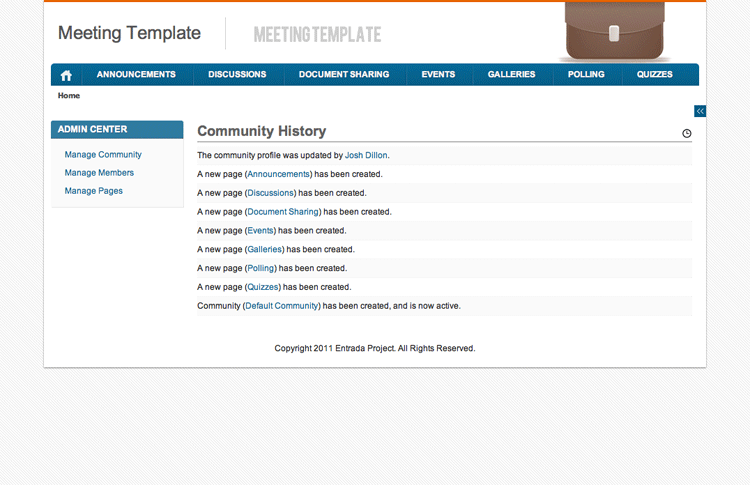 Meeting Template
MEETING TEMPLATE
ANNOUNCEMENTS DISCUSSIONS DOCUMENT SHARING EVENTS GALLERIES POLLING QUIZZES
Home
ADMIN CENTER
Manage Community
Manage Members
Manage Pages
Community History
The community profile was updated by Josh Dillon.
A new page (Announcements) has been created.
A new page (Discussions) has been created.
A new page (Document Sharing) has been created.
A new page (Events) has been created.
A new page (Galleries) has been created.
A new page (Polling) has been created.
A new page (Quizzes) has been created.
Community (Default Community) has been created, and is now active.
Copyright 2011 Entrada Project. All Rights Reserved.